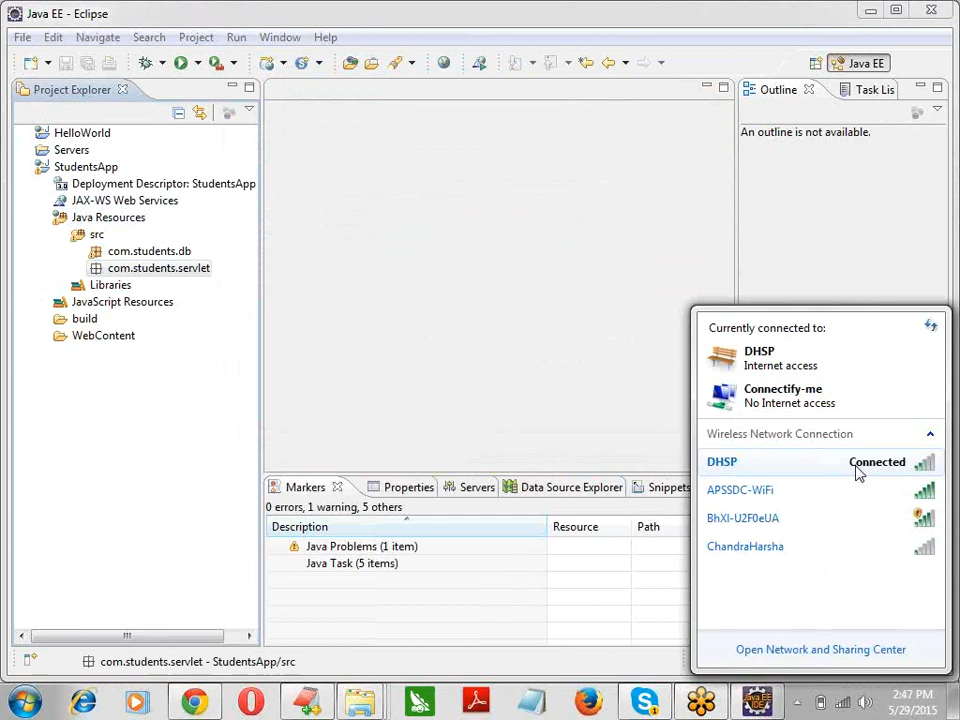 Java EE - Eclipse
File Edit Navigate Search Project Run Window Help
Java EE
Project Explorer
Outline
Task Lis
An outline is not available.
HelloWorld
Servers
StudentsApp
Deployment Descriptor: StudentsApp
JAX-WS Web Services
Java Resources
src
com.students.db
com.students.servlet
Libraries
JavaScript Resources
build
WebContent
Currently connected to:
DHSP
Internet access
Connectify-me
No Internet access
Wireless Network Connection
DHSP Connected
APSSDC-WiFi
BhXI-U2F0eUA
ChandraHarsha
Open Network and Sharing Center
Markers Properties Servers Data Source Explorer Snippets
0 errors, 1 warning, 5 others
Description Resource Path
Java Problems (1 item)
Java Task (5 items)
com.students.servlet - StudentsApp/src
2:47 PM
5/29/2015